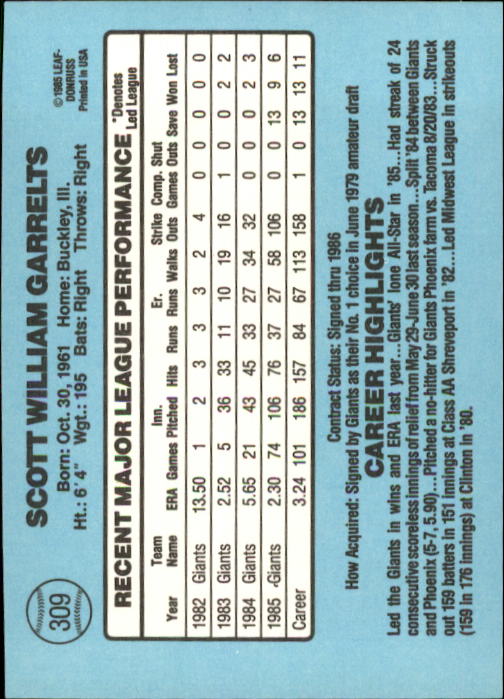 309
SCOTT WILLIAM GARRELTS
©1985 LEAF-
DONRUSS
Printed in USA
Born: Oct. 30, 1961 Home: Buckley, Ill.
Ht.: 6' 4" Wgt.: 195 Bats: Right Throws: Right
RECENT MAJOR LEAGUE PERFORMANCE *Denotes
Led League
Team Inn. Er. Strike Comp. Shut
Year Name ERA Games Pitched Hits Runs Runs Walks Outs Games Outs Save Won Lost
1982 Giants 13.50 1 2 3 3 3 2 4 0 0 0 0 0
1983 Giants 2.52 5 36 33 11 10 19 16 1 0 0 2 2
1984 Giants 5.65 21 43 45 33 27 34 32 0 0 0 2 3
1985 Giants 2.30 74 106 76 37 27 58 106 0 0 13 9 6
Career 3.24 101 186 157 84 67 113 158 1 0 13 13 11
Contract Status: Signed thru 1986
How Acquired: Signed by Giants as their No. 1 choice in June 1979 amateur draft
CAREER HIGHLIGHTS
Led the Giants in wins and ERA last year...Giants' lone All-Star in '85...Had streak of 24
consecutive scoreless innings of relief from May 29-June 30 last season...Split '84 between Giants
and Phoenix (5-7, 5.90)....Pitched a no-hitter for Giants Phoenix farm vs. Tacoma 8/20/83...Struck
out 159 batters in 151 innings at Class AA Shreveport in '82...Led Midwest League in strikeouts
(159 in 176 innings) at Clinton in '80.